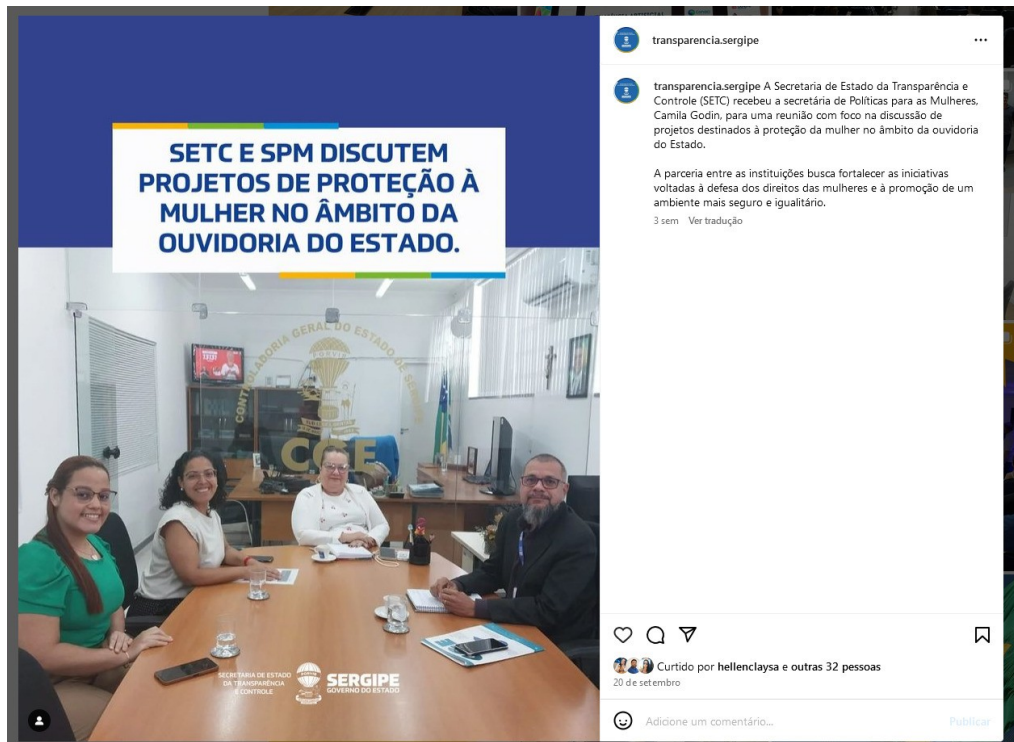 SETC E SPM DISCUTEM
PROJETOS DE PROTEÇÃO À
MULHER NO ÂMBITO DA
OUVIDORIA DO ESTADO.
CONTROLADORIA GERAL DO ESTADO DE SERGIPE
CGE
SECRETARIA DE ESTADO
DA TRANSPARÊNCIA
E CONTROLE
SERGIPE
GOVERNO DO ESTADO
transparencia.sergipe
transparencia.sergipe A Secretaria de Estado da Transparência e
Controle (SETC) recebeu a secretária de Políticas para as Mulheres,
Camila Godin, para uma reunião com foco na discussão de
projetos destinados à proteção da mulher no âmbito da ouvidoria
do Estado.
A parceria entre as instituições busca fortalecer as iniciativas
voltadas à defesa dos direitos das mulheres e à promoção de um
ambiente mais seguro e igualitário.
3 sem Ver tradução
Curtido por hellenclaysa e outras 32 pessoas
20 de setembro
Adicione um comentário...
Publicar